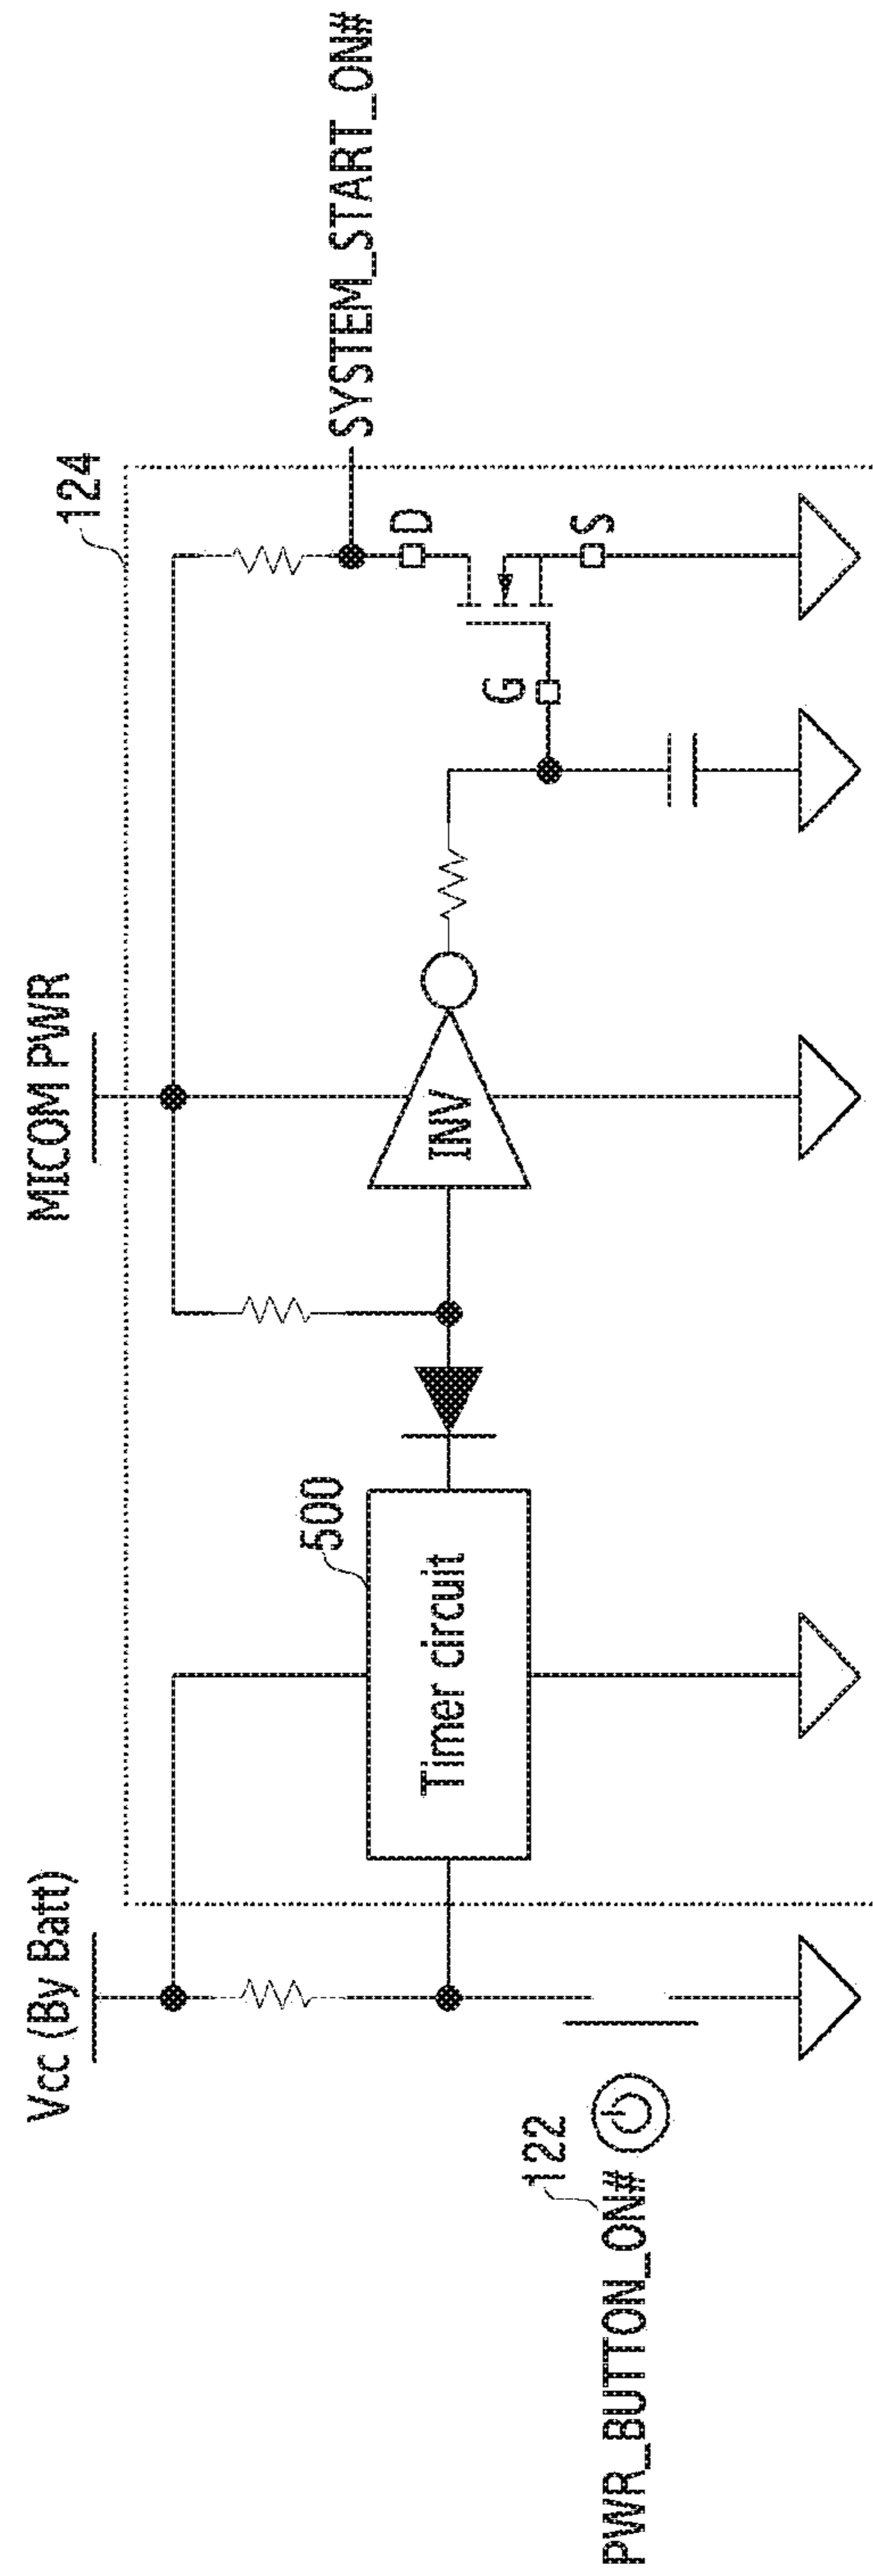 Vcc (By Batt)
MICOM PWR
124
SYSTEM_START_ON#
500
Timer circuit
INV
G
D
S
122
PWR_BUTTON_ON#